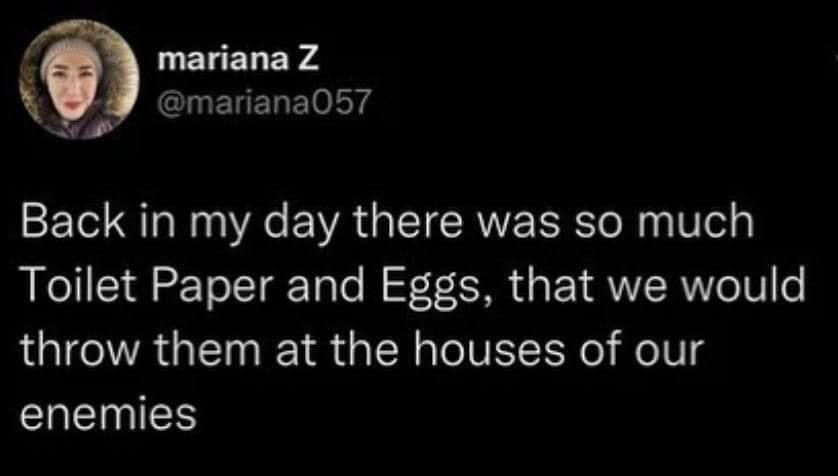 mariana Z
@mariana057
Back in my day there was so much
Toilet Paper and Eggs, that we would
throw them at the houses of our
enemies